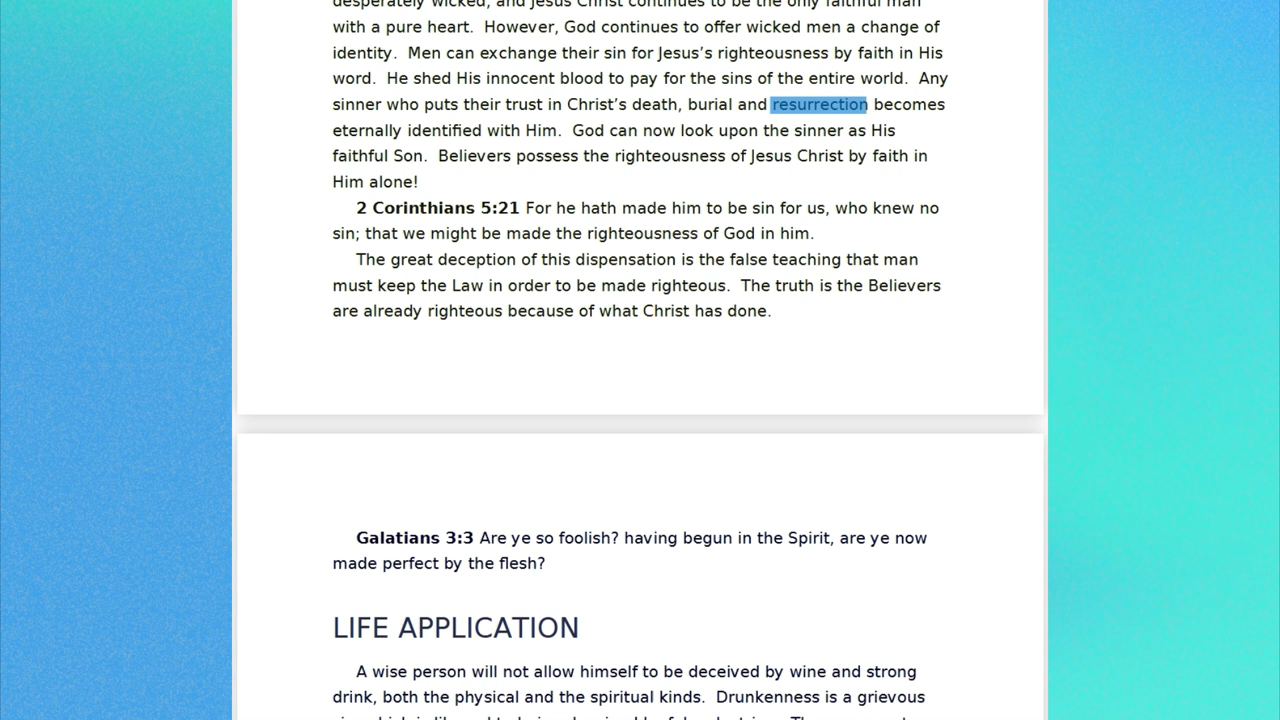 desperately wicked, and Jesus Christ continues to be the only faithful man
with a pure heart.  However, God continues to offer wicked men a change of
identity.  Men can exchange their sin for Jesus’s righteousness by faith in His
word.  He shed His innocent blood to pay for the sins of the entire world.  Any
sinner who puts their trust in Christ’s death, burial and resurrection becomes
eternally identified with Him.  God can now look upon the sinner as His
faithful Son.  Believers possess the righteousness of Jesus Christ by faith in
Him alone!
2 Corinthians 5:21 For he hath made him to be sin for us, who knew no
sin; that we might be made the righteousness of God in him.
The great deception of this dispensation is the false teaching that man
must keep the Law in order to be made righteous.  The truth is the Believers
are already righteous because of what Christ has done.
Galatians 3:3 Are ye so foolish? having begun in the Spirit, are ye now
made perfect by the flesh?
LIFE APPLICATION
A wise person will not allow himself to be deceived by wine and strong
drink, both the physical and the spiritual kinds.  Drunkenness is a grievous